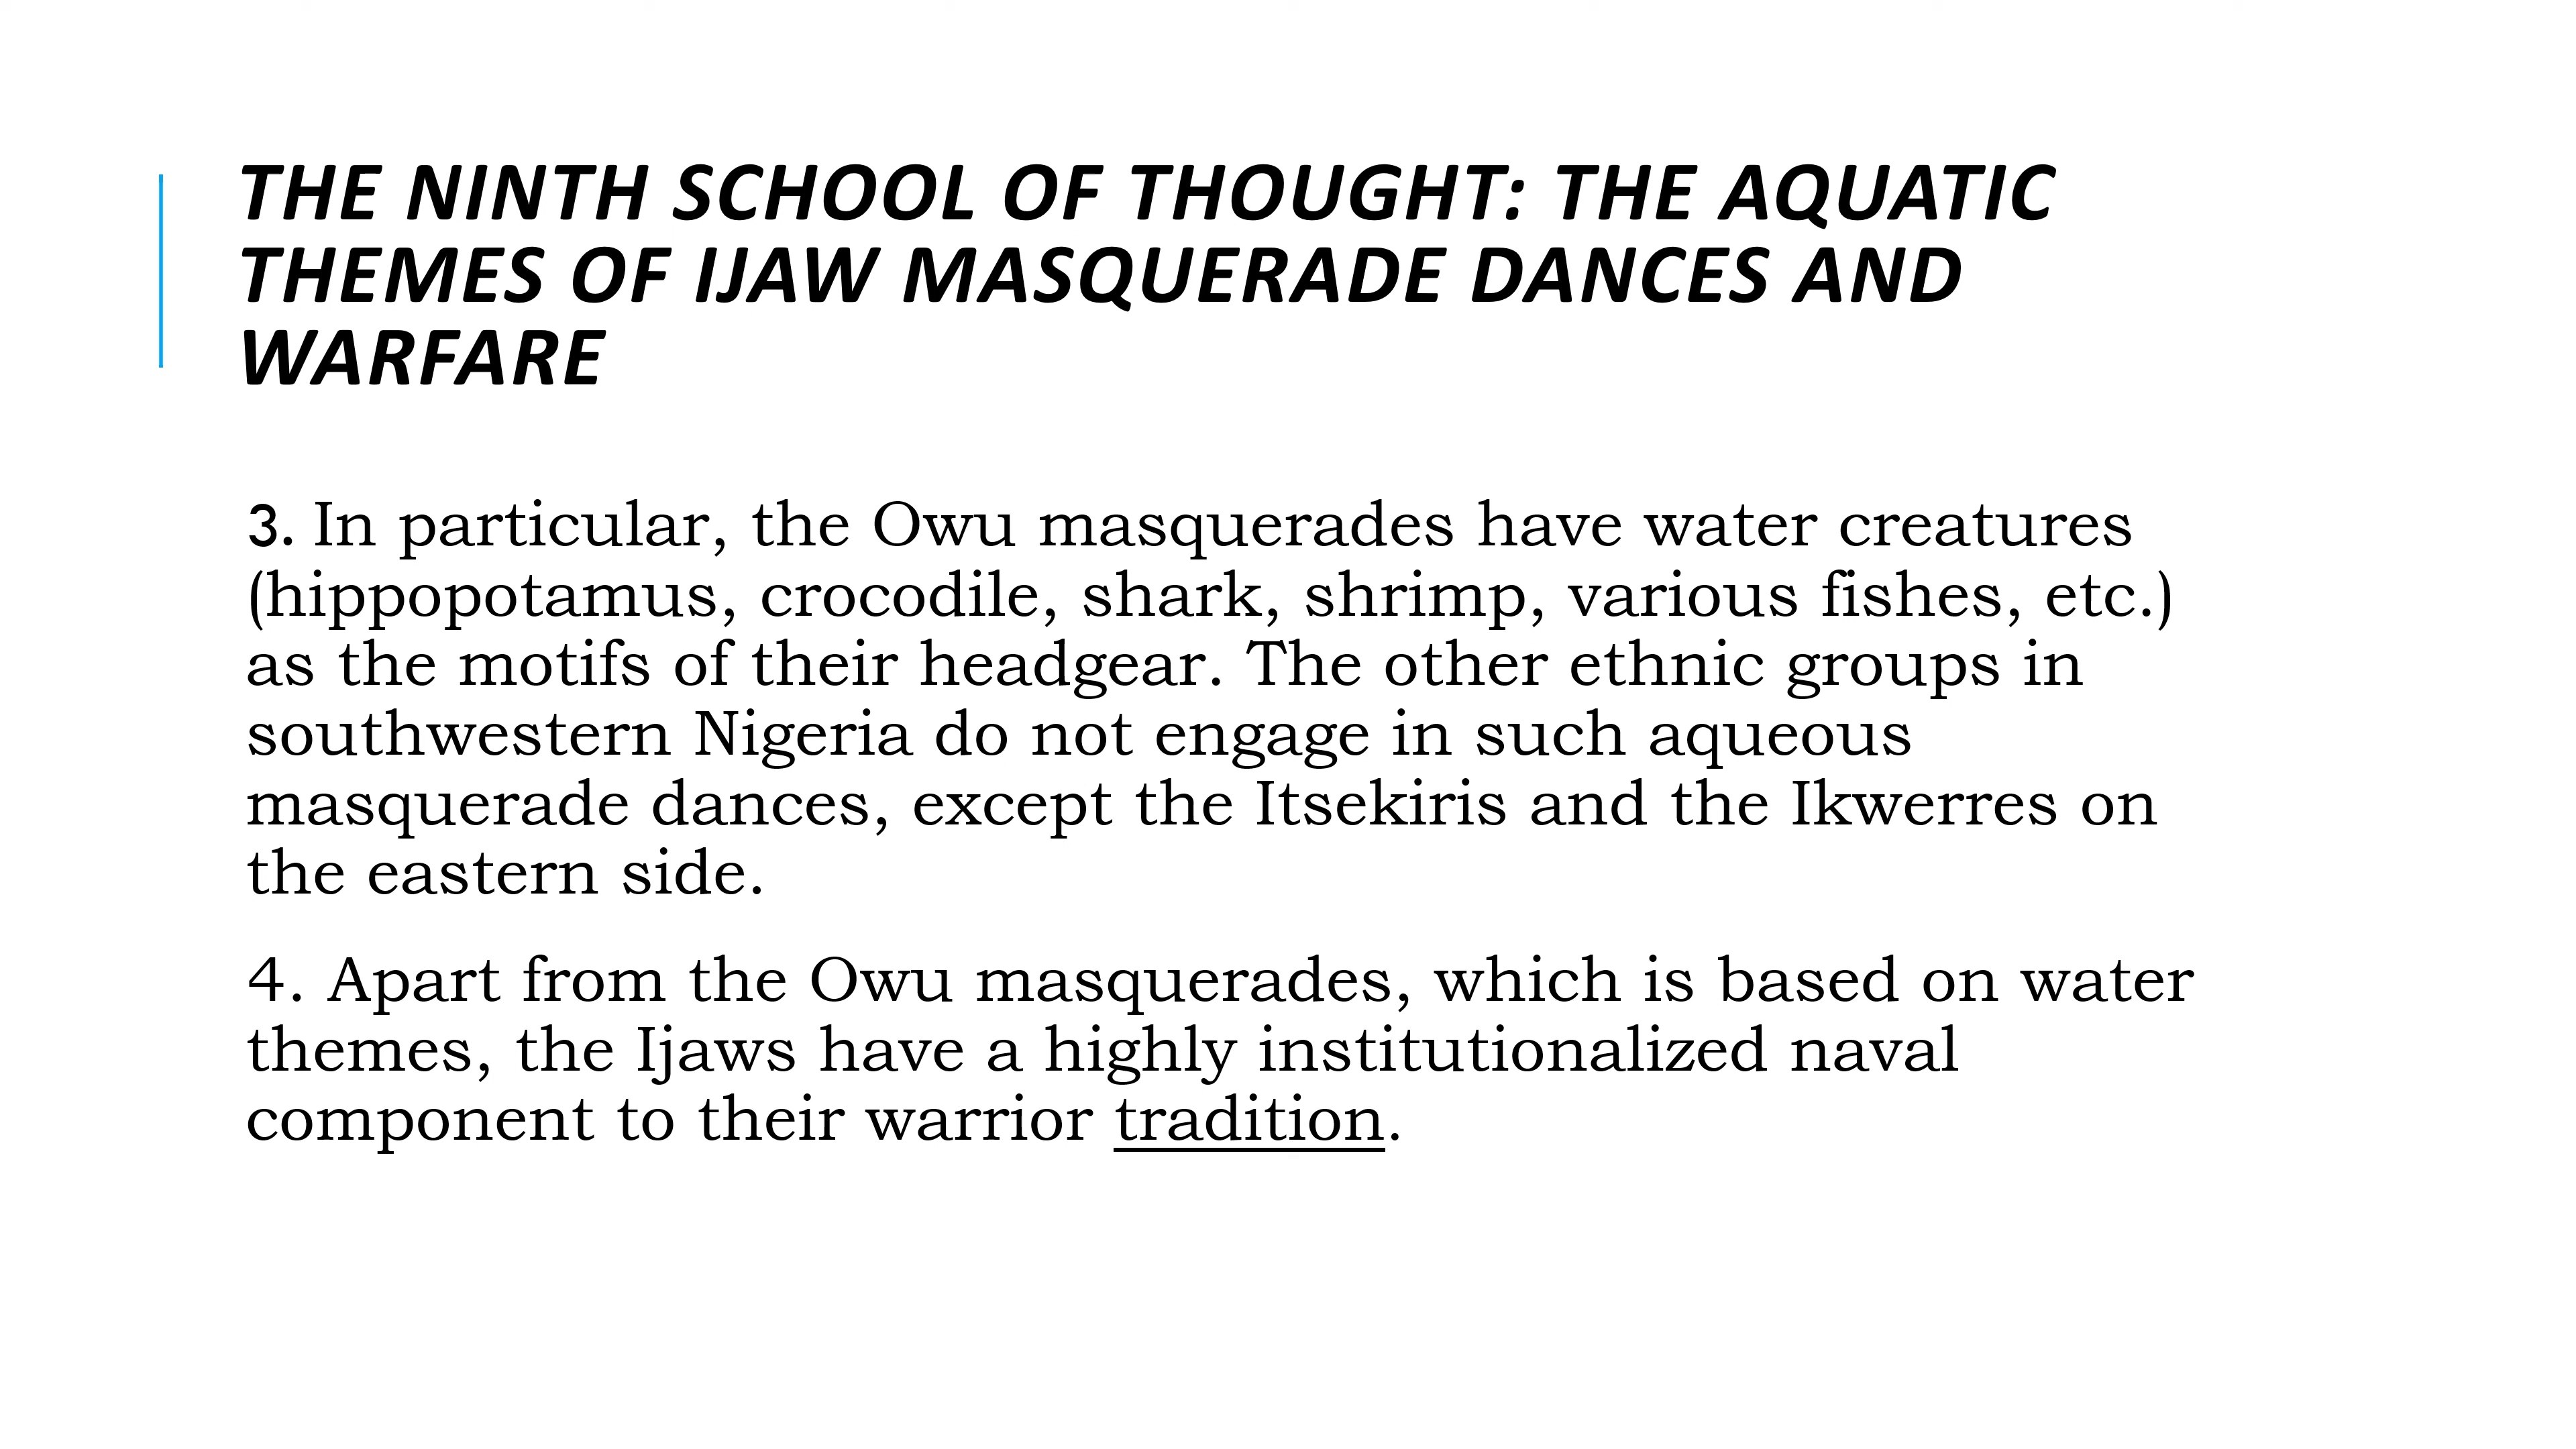 THE NINTH SCHOOL OF THOUGHT: THE AQUATIC
THEMES OF IJAW MASQUERADE DANCES AND
WARFARE
3. In particular, the Owu masquerades have water creatures
(hippopotamus, crocodile, shark, shrimp, various fishes, etc.)
as the motifs of their headgear. The other ethnic groups in
southwestern Nigeria do not engage in such aqueous
masquerade dances, except the Itsekiris and the Ikwerres on
the eastern side.
4. Apart from the Owu masquerades, which is based on water
themes, the Ijaws have a highly institutionalized naval
component to their warrior tradition.